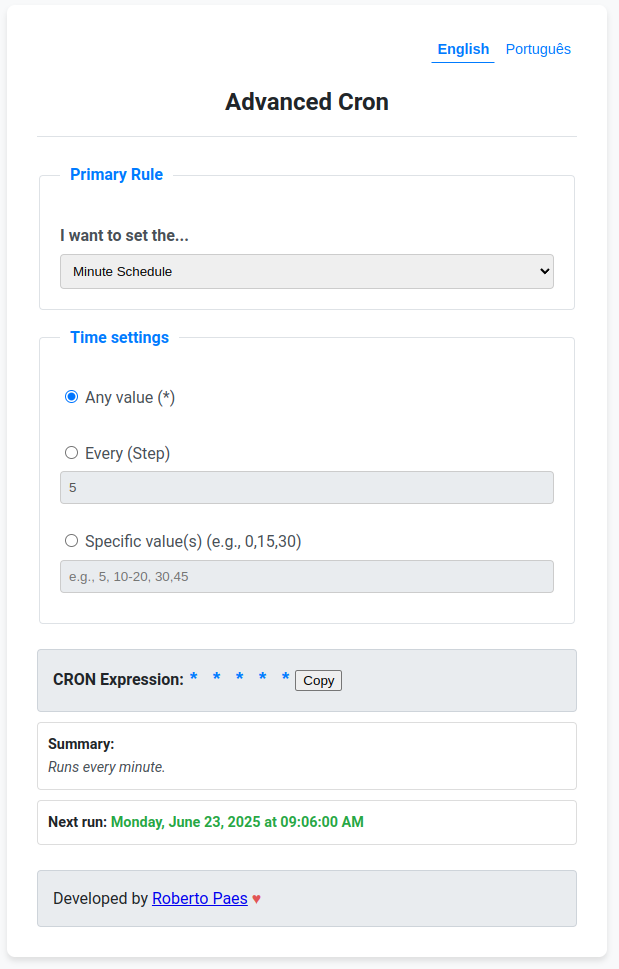 English Português
Advanced Cron
Primary Rule
I want to set the...
Minute Schedule
Time settings
Any value (*)
Every (Step)
5
Specific value(s) (e.g., 0,15,30)
e.g., 5, 10-20, 30,45
CRON Expression: * * * * * Copy
Summary:
Runs every minute.
Next run: Monday, June 23, 2025 at 09:06:00 AM
Developed by Roberto Paes ♥